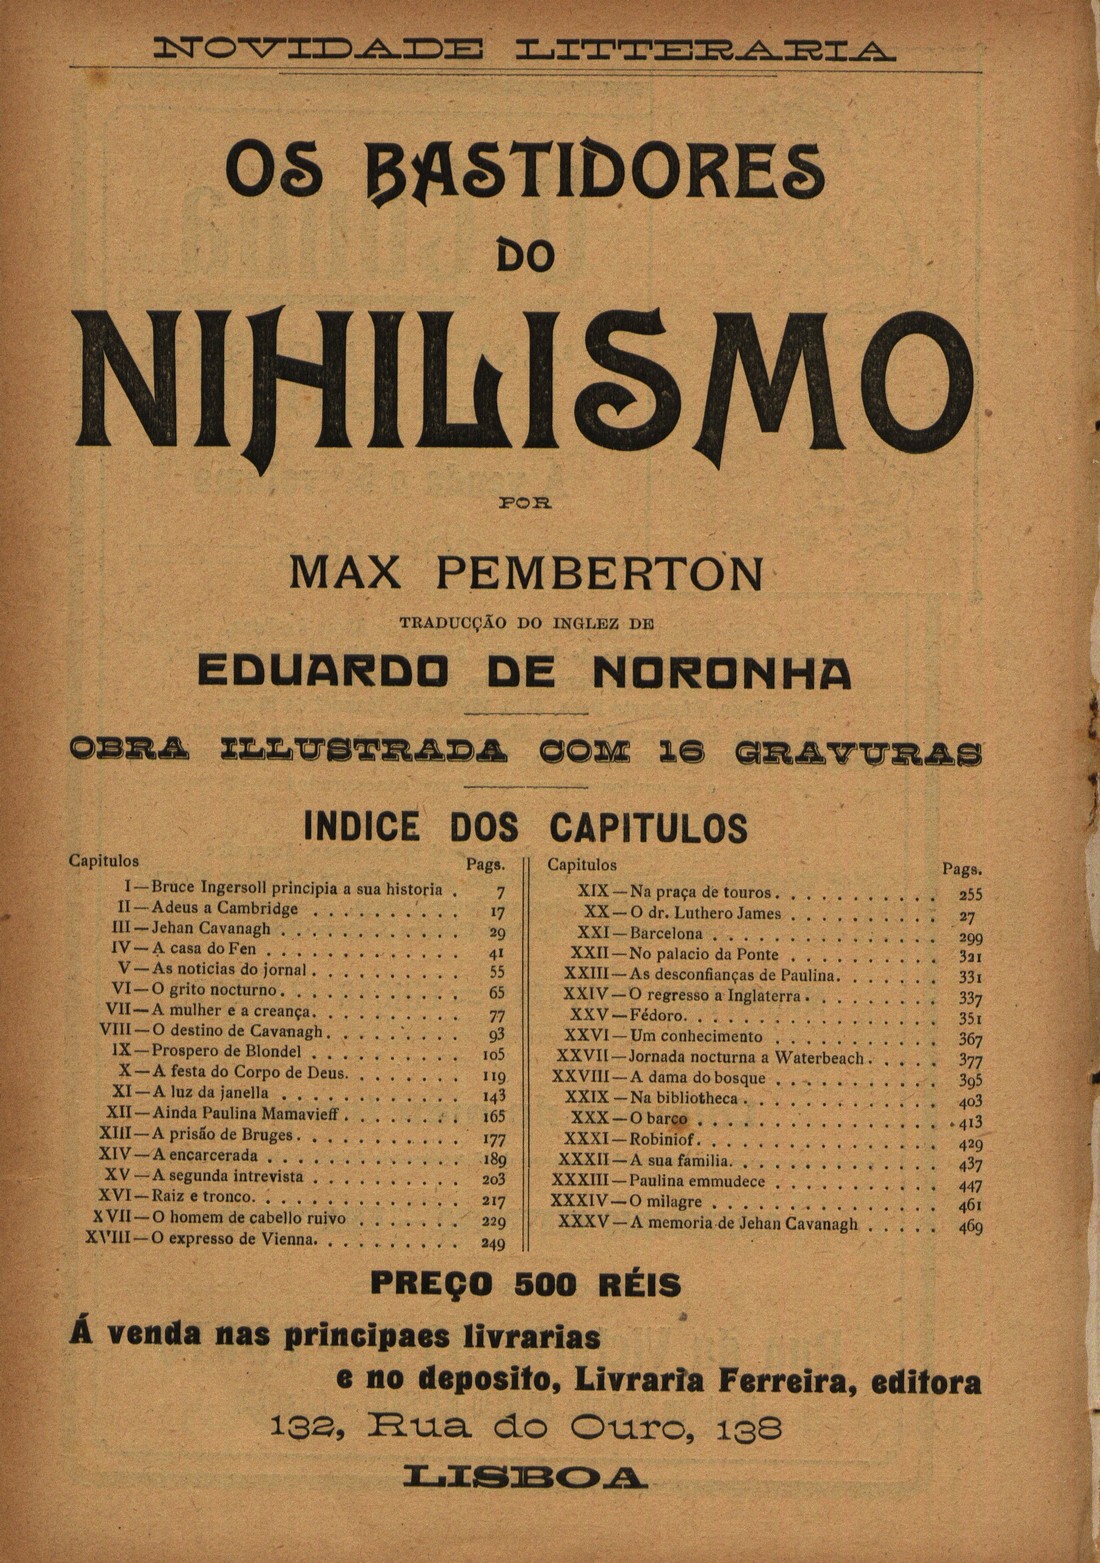 NOVIDADE LITTERARIA
OS BASTIDORES
DO
NIHILISMO
POR
MAX PEMBERTON
TRADUCÇÃO DO INGLEZ DE
EDUARDO DE NORONHA
OBRA ILLUSTRADA COM 16 GRAVURAS
INDICE DOS CAPITULOS
Capitulos Pags.
I—Bruce Ingersoll principia a sua historia . 7
II—Adeus a Cambridge . . . . . . . . . . 17
III—Jehan Cavanagh . . . . . . . . . . . . 29
IV—A casa do Fen . . . . . . . . . . . . . 41
V—As noticias do jornal . . . . . . . . . . 55
VI—O grito nocturno . . . . . . . . . . . . 65
VII—A mulher e a creança. . . . . . . . . . 77
VIII—O destino de Cavanagh . . . . . . . . . 93
IX—Prospero de Blondel . . . . . . . . . . 105
X—A festa do Corpo de Deus. . . . . . . . 119
XI—A luz da janella . . . . . . . . . . . . 143
XII—Ainda Paulina Mamavieff . . . . . . . . 165
XIII—A prisão de Bruges . . . . . . . . . . . 177
XIV—A encarcerada . . . . . . . . . . . . . 189
XV—A segunda intrevista . . . . . . . . . . 203
XVI—Raiz e tronco. . . . . . . . . . . . . . 217
XVII—O homem de cabello ruivo . . . . . . . 229
XVIII—O expresso de Vienna. . . . . . . . . 249
Capitulos Pags.
XIX—Na praça de touros . . . . . . . . . . . 255
XX—O dr. Luthero James . . . . . . . . . . 27
XXI—Barcelona . . . . . . . . . . . . . . . 299
XXII—No palacio da Ponte . . . . . . . . . . 321
XXIII—As desconfianças de Paulina. . . . . . . 331
XXIV—O regresso a Inglaterra . . . . . . . . . 337
XXV—Fédoro. . . . . . . . . . . . . . . . . 351
XXVI—Um conhecimento . . . . . . . . . . . 367
XXVII—Jornada nocturna a Waterbeach . . . . . 377
XXVIII—A dama do bosque . . . . . . . . . . . 395
XXIX—Na bibliotheca . . . . . . . . . . . . . 403
XXX—O barco . . . . . . . . . . . . . . . . 413
XXXI—Robiniof. . . . . . . . . . . . . . . . 429
XXXII—A sua familia. . . . . . . . . . . . . . 437
XXXIII—Paulina emmudece . . . . . . . . . . . 447
XXXIV—O milagre . . . . . . . . . . . . . . . 461
XXXV—A memoria de Jehan Cavanagh . . . . . 469
PREÇO 500 RÉIS
Á venda nas principaes livrarias
e no deposito, Livraria Ferreira, editora
132, Rua do Ouro, 138
LISBOA